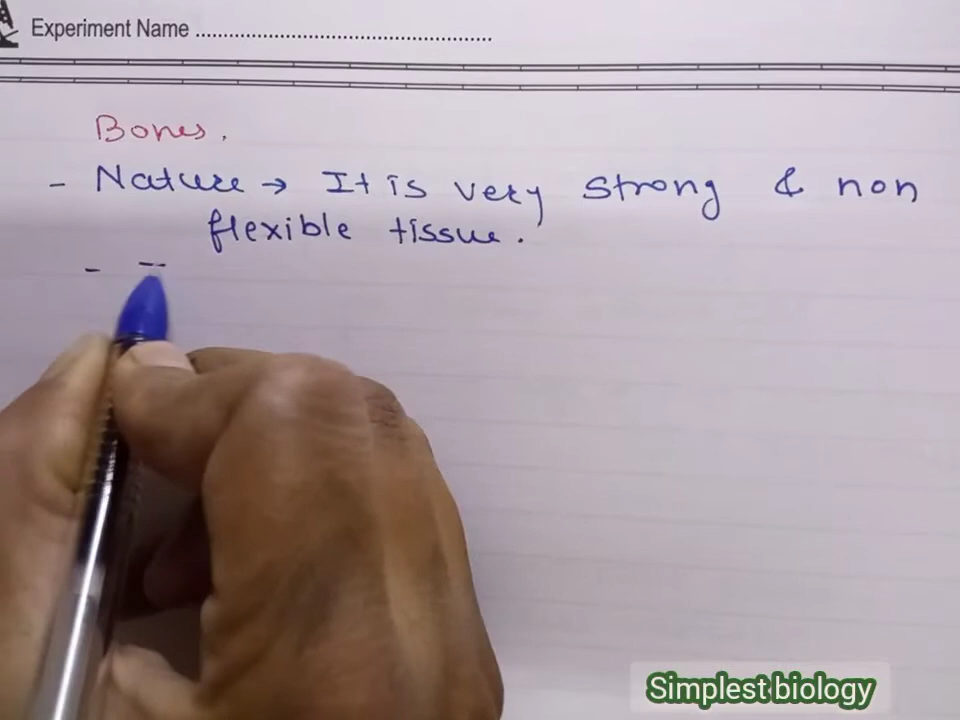 Experiment Name ......................................................
Bones.
- Nature → It is very strong & non
flexible tissue.
-
Simplest biology